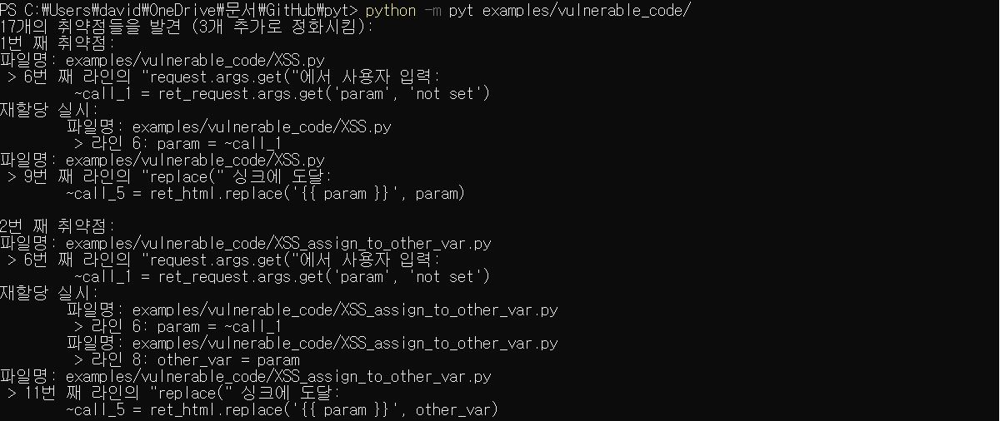 PS C:₩Users₩david₩OneDrive₩문서₩GitHub₩pyt> python -m pyt examples/vulnerable_code/
17개의 취약점들을 발견 (3개 추가로 정화시킴):
1번 째 취약점:
파일명: examples/vulnerable_code/XSS.py
 > 6번 째 라인의 "request.args.get("에서 사용자 입력:
         ~call_1 = ret_request.args.get('param', 'not set')
재할당 실시:
        파일명: examples/vulnerable_code/XSS.py
         > 라인 6: param = ~call_1
파일명: examples/vulnerable_code/XSS.py
 > 9번 째 라인의 "replace(" 싱크에 도달:
        ~call_5 = ret_html.replace('{{ param }}', param)

2번 째 취약점:
파일명: examples/vulnerable_code/XSS_assign_to_other_var.py
 > 6번 째 라인의 "request.args.get("에서 사용자 입력:
         ~call_1 = ret_request.args.get('param', 'not set')
재할당 실시:
        파일명: examples/vulnerable_code/XSS_assign_to_other_var.py
         > 라인 6: param = ~call_1
        파일명: examples/vulnerable_code/XSS_assign_to_other_var.py
         > 라인 8: other_var = param
파일명: examples/vulnerable_code/XSS_assign_to_other_var.py
 > 11번 째 라인의 "replace(" 싱크에 도달:
        ~call_5 = ret_html.replace('{{ param }}', other_var)